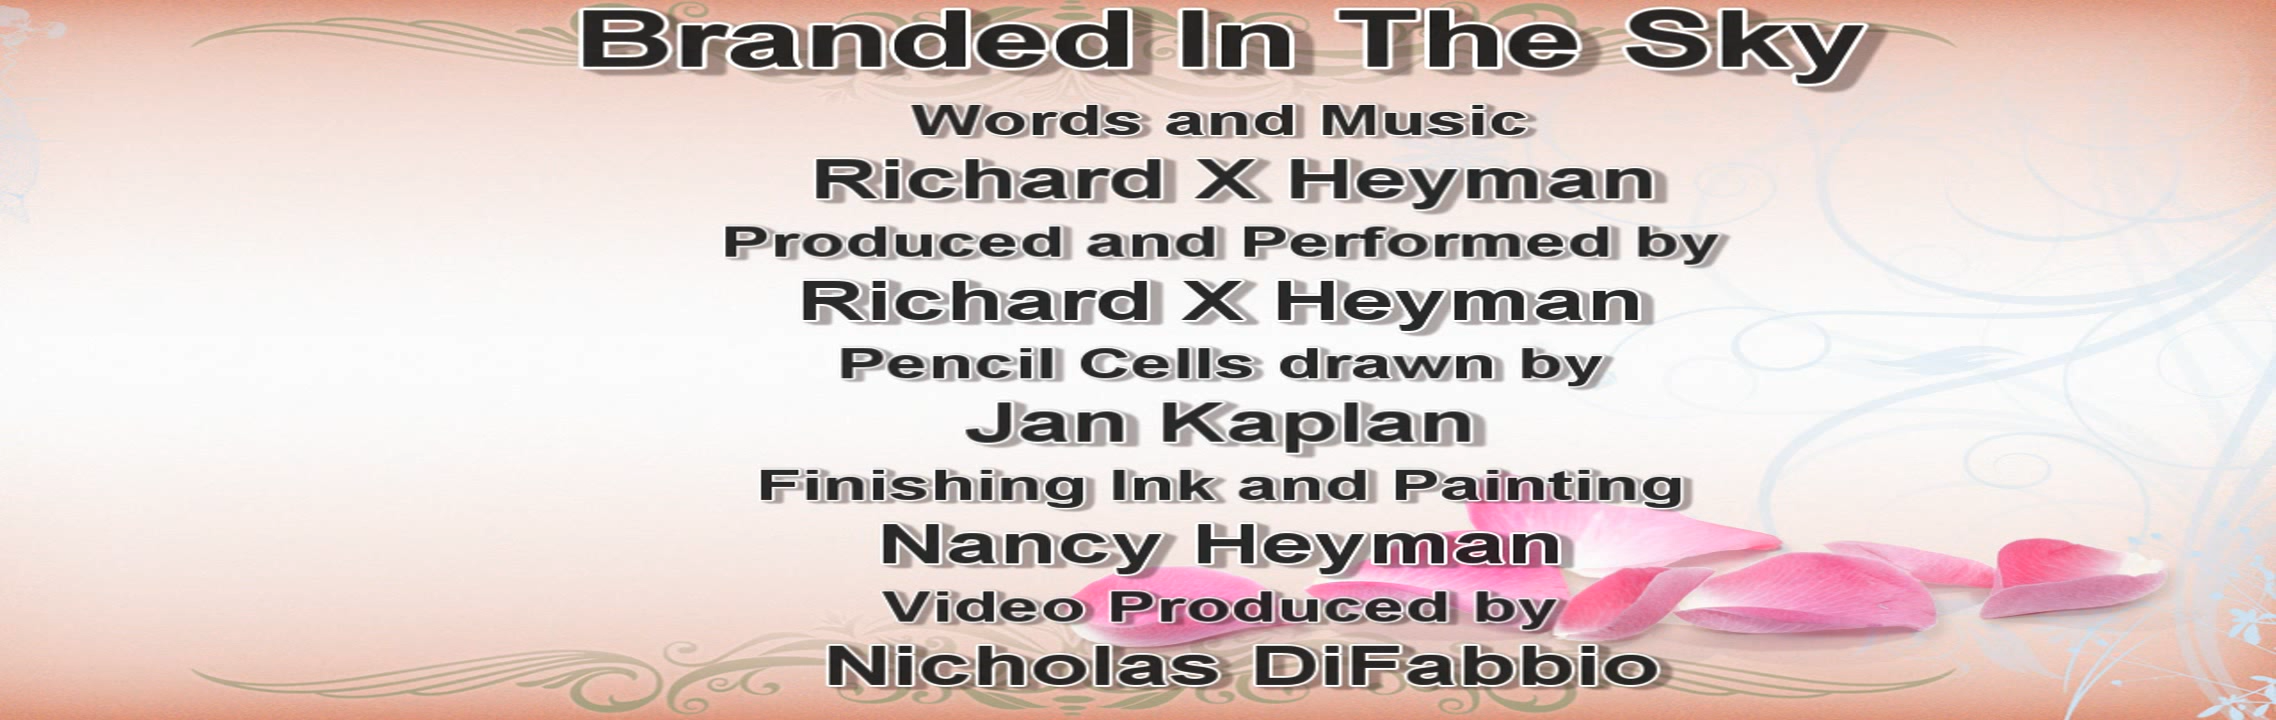 Branded In The Sky
Words and Music
Richard X Heyman
Produced and Performed by
Richard X Heyman
Pencil Cells drawn by
Jan Kaplan
Finishing Ink and Painting
Nancy Heyman
Video Produced by
Nicholas DiFabbio